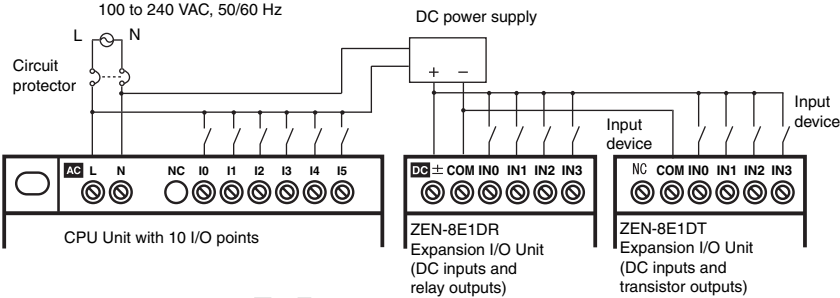 100 to 240 VAC, 50/60 Hz
DC power supply
L N
Circuit
protector
+ −
Input
device
Input
device
AC L N NC I0 I1 I2 I3 I4 I5
DC ± COM IN0 IN1 IN2 IN3
NC COM IN0 IN1 IN2 IN3
CPU Unit with 10 I/O points
ZEN-8E1DR
Expansion I/O Unit
(DC inputs and
relay outputs)
ZEN-8E1DT
Expansion I/O Unit
(DC inputs and
transistor outputs)